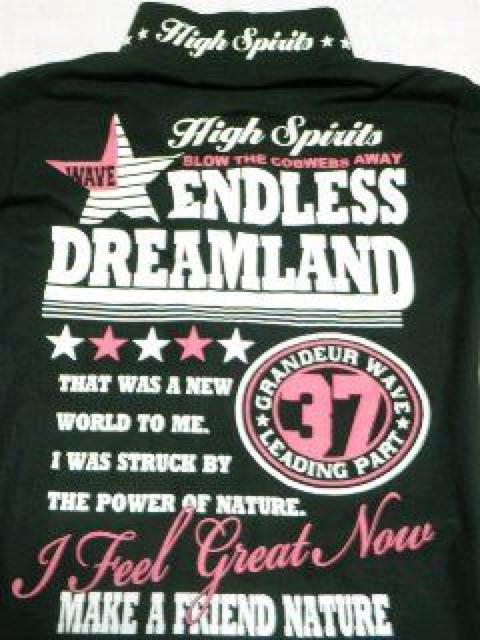 High Spirits
High Spirits
BLOW THE COBWEBS AWAY
WAVE
ENDLESS
DREAMLAND
GRANDEUR WAVE
37
LEADING PART
THAT WAS A NEW
WORLD TO ME.
I WAS STRUCK BY
THE POWER OF NATURE.
I Feel Great Now
MAKE A FRIEND NATURE